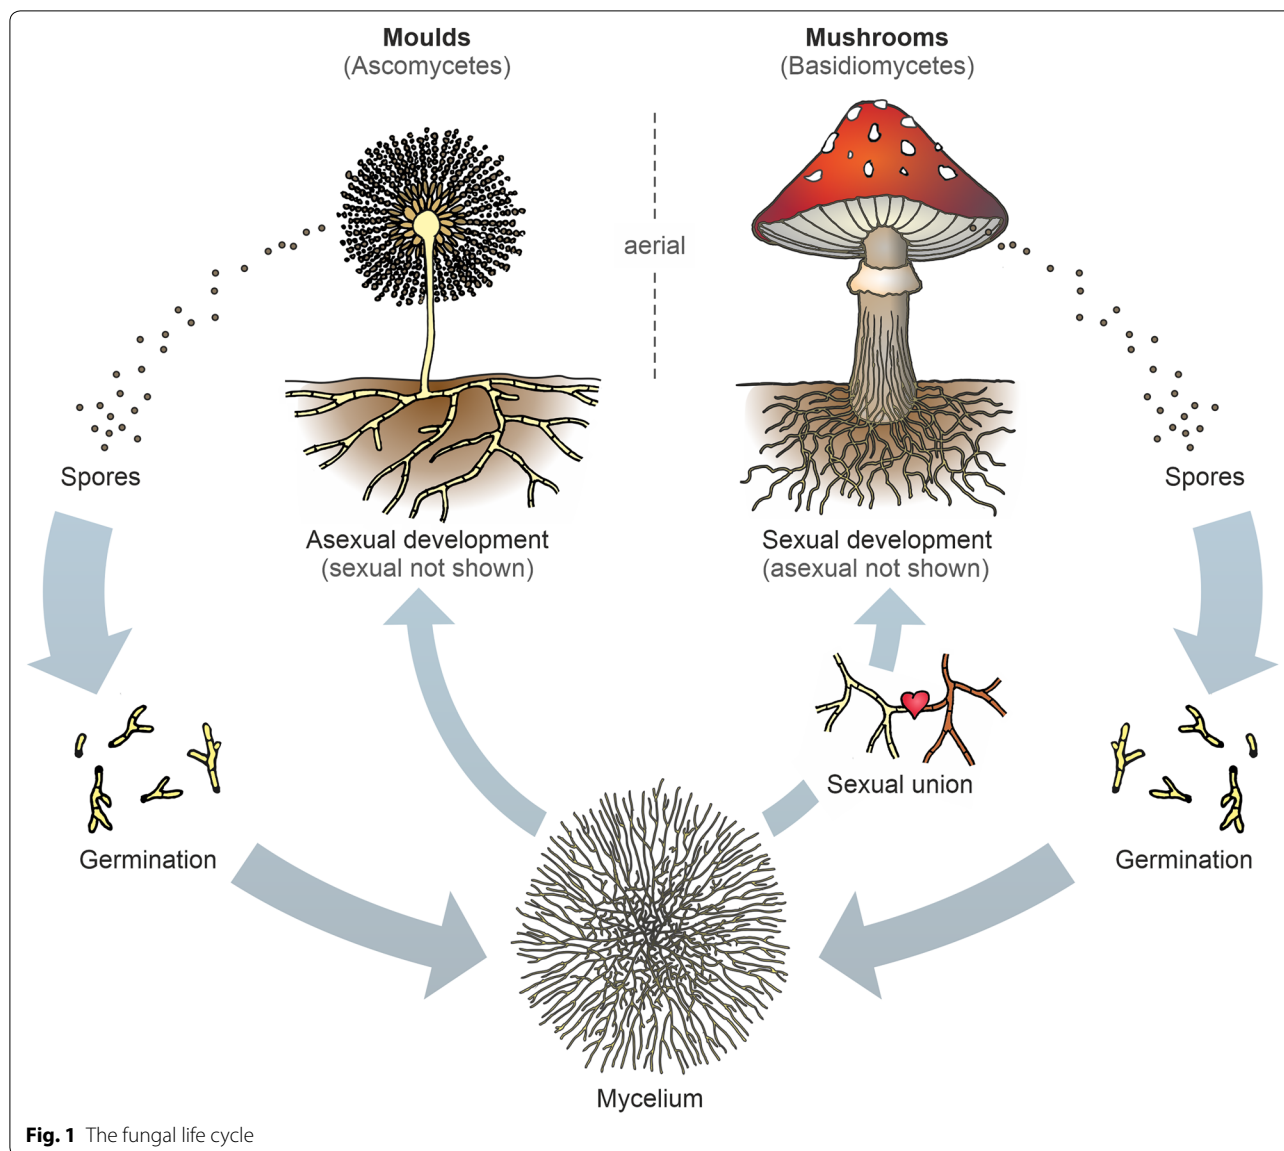 Moulds
(Ascomycetes)
Mushrooms
(Basidiomycetes)
aerial
Spores
Spores
Asexual development
(sexual not shown)
Sexual development
(asexual not shown)
Sexual union
Germination
Germination
Mycelium
Fig. 1 The fungal life cycle